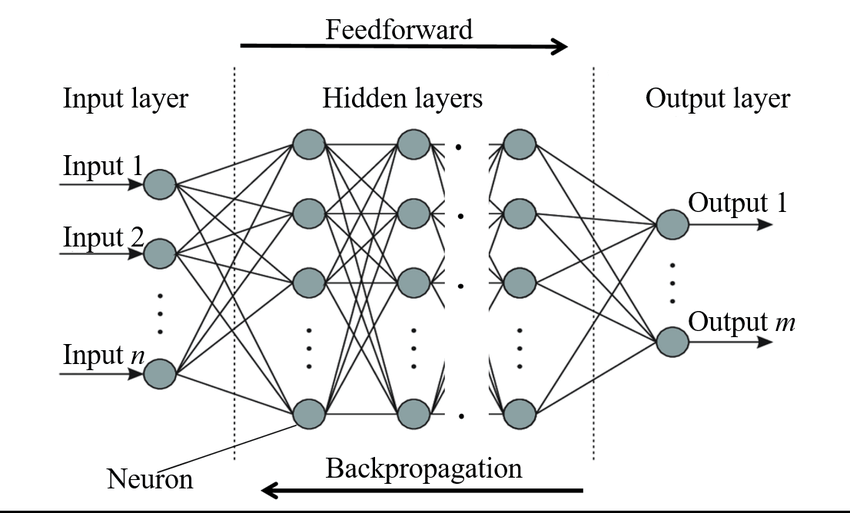 Feedforward
Input layer
Hidden layers
Output layer
Input 1
Input 2
Input n
Output 1
Output m
Neuron
Backpropagation